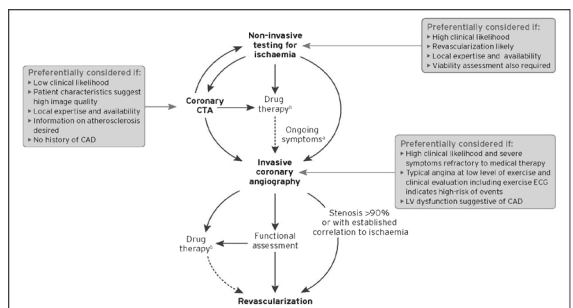 Non-invasive
testing for
ischaemia
Preferentially considered if:
▸ High clinical likelihood
▸ Revascularization likely
▸ Local expertise and availability
▸ Viability assessment also required
Preferentially considered if:
▸ Low clinical likelihood
▸ Patient characteristics suggest
high image quality
▸ Local expertise and availability
▸ Information on atherosclerosis
desired
▸ No history of CAD
Coronary
CTA
Drug
therapyᵇ
Ongoing
symptomsᵃ
Invasive
coronary
angiography
Preferentially considered if:
▸ High clinical likelihood and severe
symptoms refractory to medical therapy
▸ Typical angina at low level of exercise and
clinical evaluation including exercise ECG
indicates high-risk of events
▸ LV dysfunction suggestive of CAD
Stenosis >90%
or with established
correlation to ischaemia
Drug
therapyᶜ
Functional
assessment
Revascularization